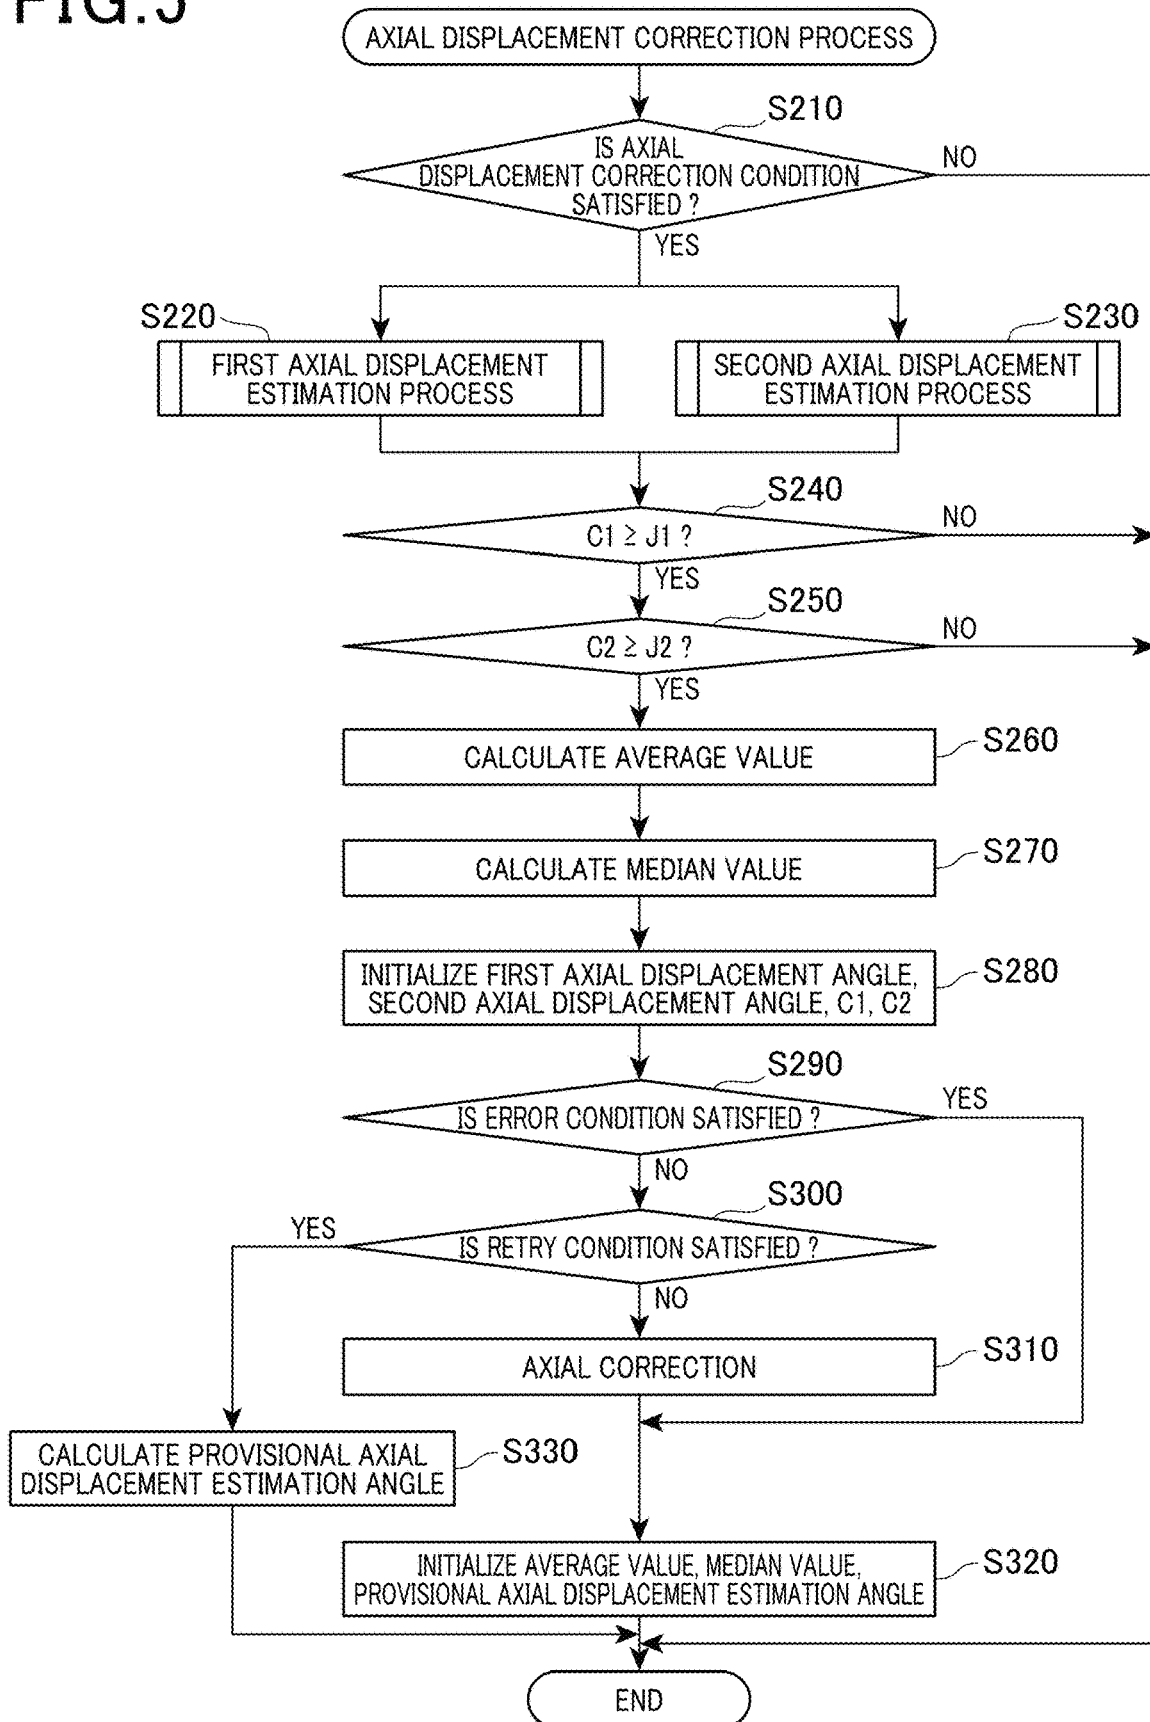 AXIAL DISPLACEMENT CORRECTION PROCESS
S210
IS AXIAL
DISPLACEMENT CORRECTION CONDITION
SATISFIED ?
NO
YES
S220
FIRST AXIAL DISPLACEMENT
ESTIMATION PROCESS
S230
SECOND AXIAL DISPLACEMENT
ESTIMATION PROCESS
S240
C1 ≥ J1 ?
NO
YES
S250
C2 ≥ J2 ?
NO
YES
CALCULATE AVERAGE VALUE
S260
CALCULATE MEDIAN VALUE
S270
INITIALIZE FIRST AXIAL DISPLACEMENT ANGLE,
SECOND AXIAL DISPLACEMENT ANGLE, C1, C2
S280
S290
IS ERROR CONDITION SATISFIED ?
YES
NO
S300
YES
IS RETRY CONDITION SATISFIED ?
NO
AXIAL CORRECTION
S310
CALCULATE PROVISIONAL AXIAL
DISPLACEMENT ESTIMATION ANGLE
S330
INITIALIZE AVERAGE VALUE, MEDIAN VALUE,
PROVISIONAL AXIAL DISPLACEMENT ESTIMATION ANGLE
S320
END